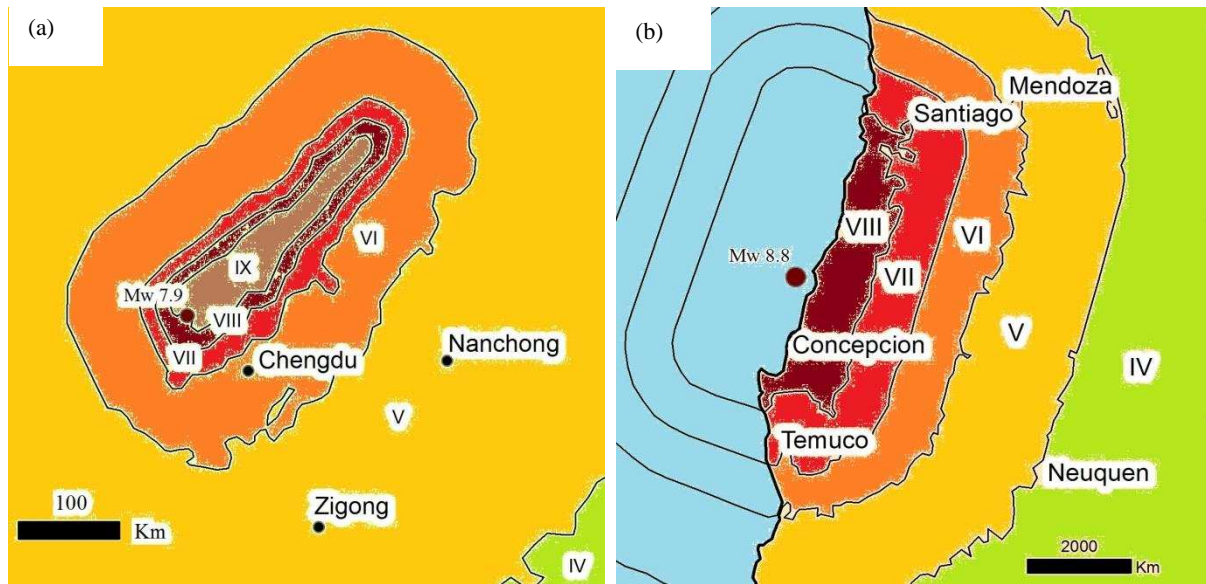 (a)
VI
IX
Mw 7.9
VIII
VII
Chengdu
Nanchong
V
100
Km
Zigong
IV
(b)
Mendoza
Santiago
VIII
VI
Mw 8.8
VII
Concepcion
V
IV
Temuco
Neuquen
2000
Km